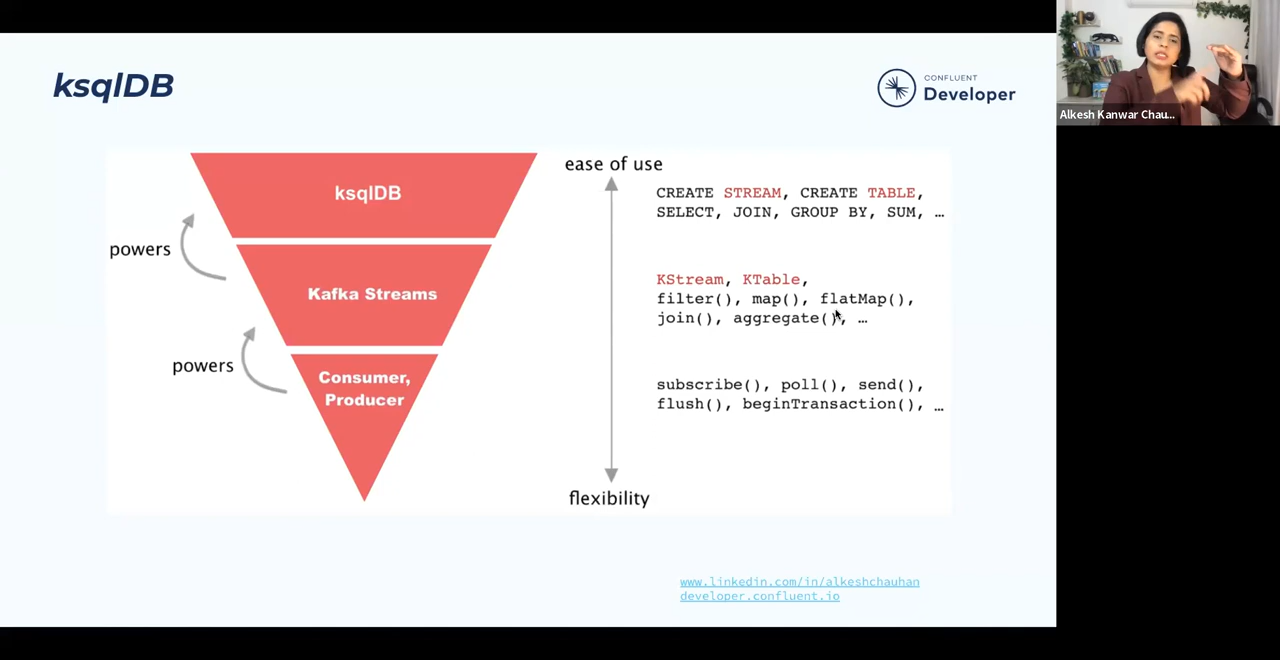 ksqlDB
CONFLUENT
Developer
Alkesh Kanwar Chau...
ksqlDB
powers
Kafka Streams
powers
Consumer,
Producer
ease of use
CREATE STREAM, CREATE TABLE,
SELECT, JOIN, GROUP BY, SUM, …
KStream, KTable,
filter(), map(), flatMap(),
join(), aggregate(), …
subscribe(), poll(), send(),
flush(), beginTransaction(), …
flexibility
www.linkedin.com/in/alkeshchauhan
developer.confluent.io